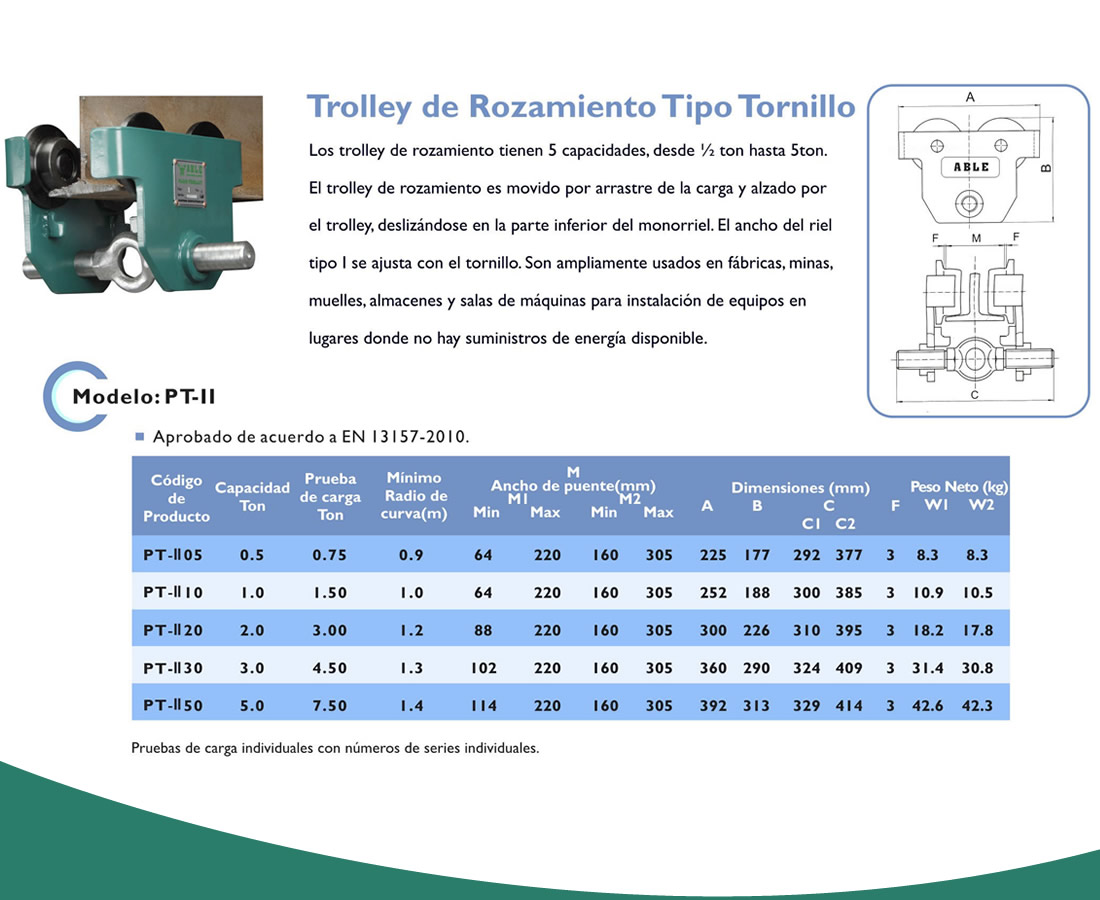 Trolley de Rozamiento Tipo Tornillo
Los trolley de rozamiento tienen 5 capacidades, desde ½ ton hasta 5ton.
El trolley de rozamiento es movido por arrastre de la carga y alzado por
el trolley, deslizándose en la parte inferior del monorriel. El ancho del riel
tipo I se ajusta con el tornillo. Son ampliamente usados en fábricas, minas,
muelles, almacenes y salas de máquinas para instalación de equipos en
lugares donde no hay suministros de energía disponible.
ABLE
A
B
ABLE
F M F
C
Modelo: PT-II
Aprobado de acuerdo a EN 13157-2010.
Código de Producto
Capacidad Ton
Prueba de carga Ton
Mínimo Radio de curva(m)
M
Ancho de puente(mm)
M1 M2
Min Max Min Max
Dimensiones (mm)
A B C F
C1 C2
Peso Neto (kg)
W1 W2
PT-II05 0.5 0.75 0.9 64 220 160 305 225 177 292 377 3 8.3 8.3
PT-II10 1.0 1.50 1.0 64 220 160 305 252 188 300 385 3 10.9 10.5
PT-II20 2.0 3.00 1.2 88 220 160 305 300 226 310 395 3 18.2 17.8
PT-II30 3.0 4.50 1.3 102 220 160 305 360 290 324 409 3 31.4 30.8
PT-II50 5.0 7.50 1.4 114 220 160 305 392 313 329 414 3 42.6 42.3
Pruebas de carga individuales con números de series individuales.